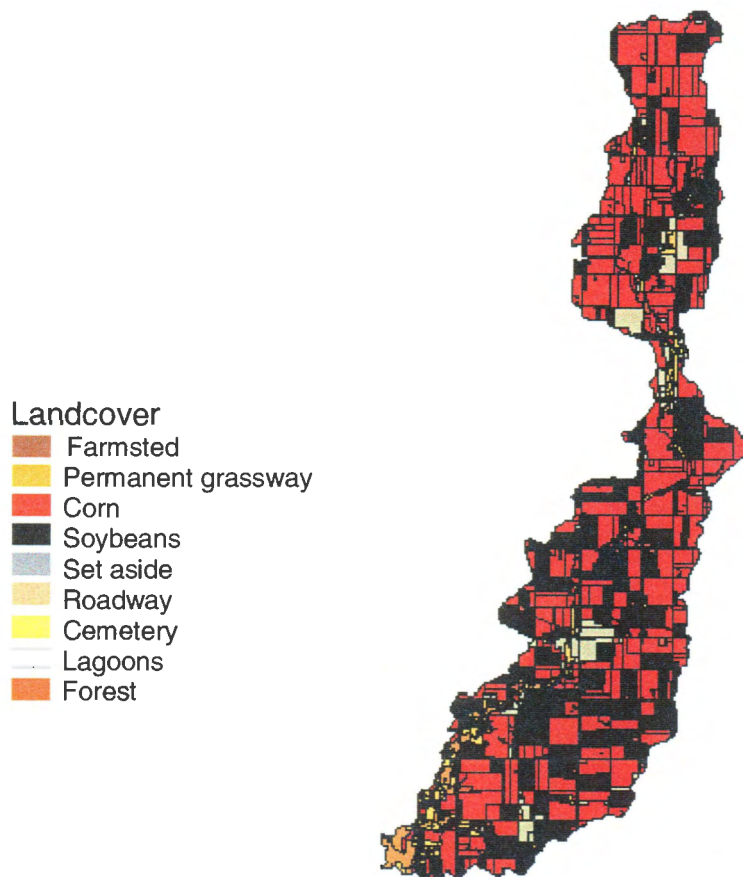 Landcover
Farmsted
Permanent grassway
Corn
Soybeans
Set aside
Roadway
Cemetery
Lagoons
Forest